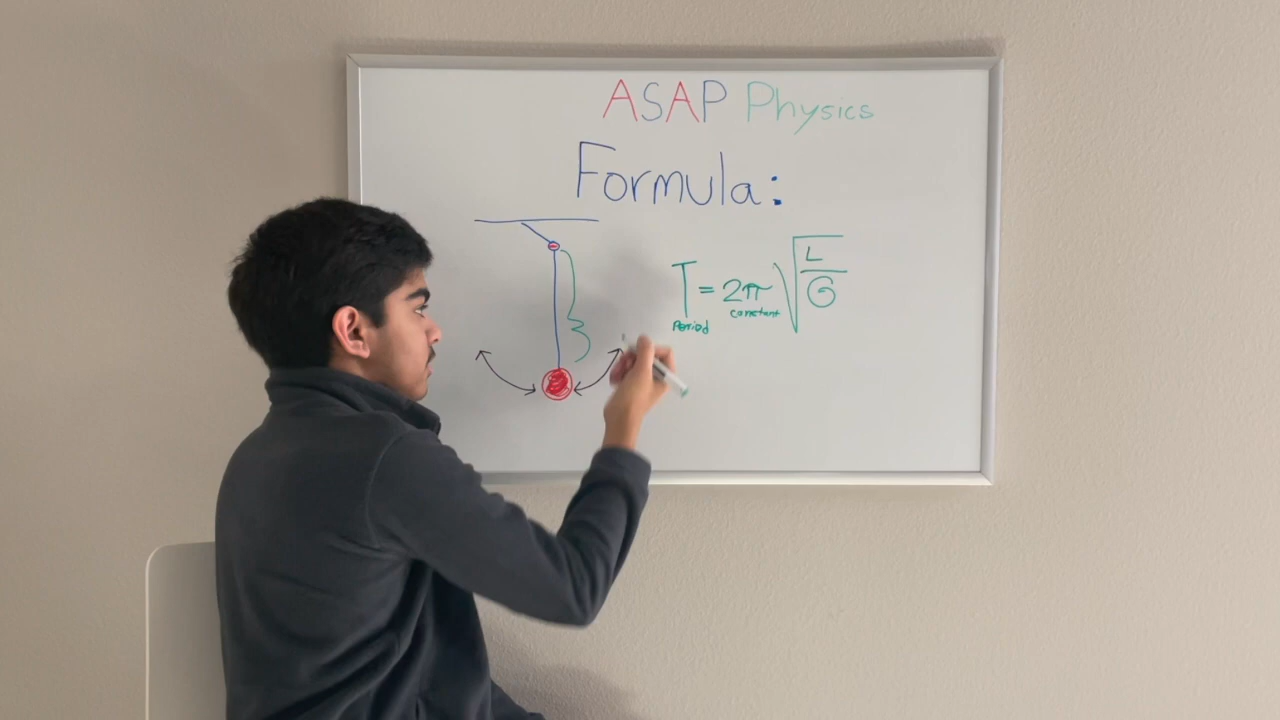 ASAP Physics
Formula:
T = 2π√L/G
Period constant